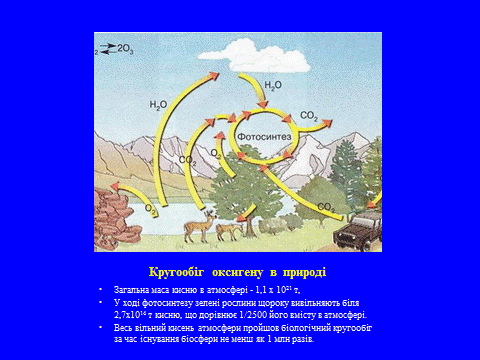 2 ⇄ 2O₃
H₂O
H₂O
CO₂
Фотосинтез
CO₂
O₂
O₂
CO₂
Кругообіг оксигену в природі
• Загальна маса кисню в атмосфері - 1,1 х 10²¹ т,
• У ході фотосинтезу зелені рослини щороку вивільняють біля
2,7х10¹⁴ т кисню, що дорівнює 1/2500 його вмісту в атмосфері.
• Весь вільний кисень атмосфери пройшов біологічний кругообіг
за час існування біосфери не менш як 1 млн разів.